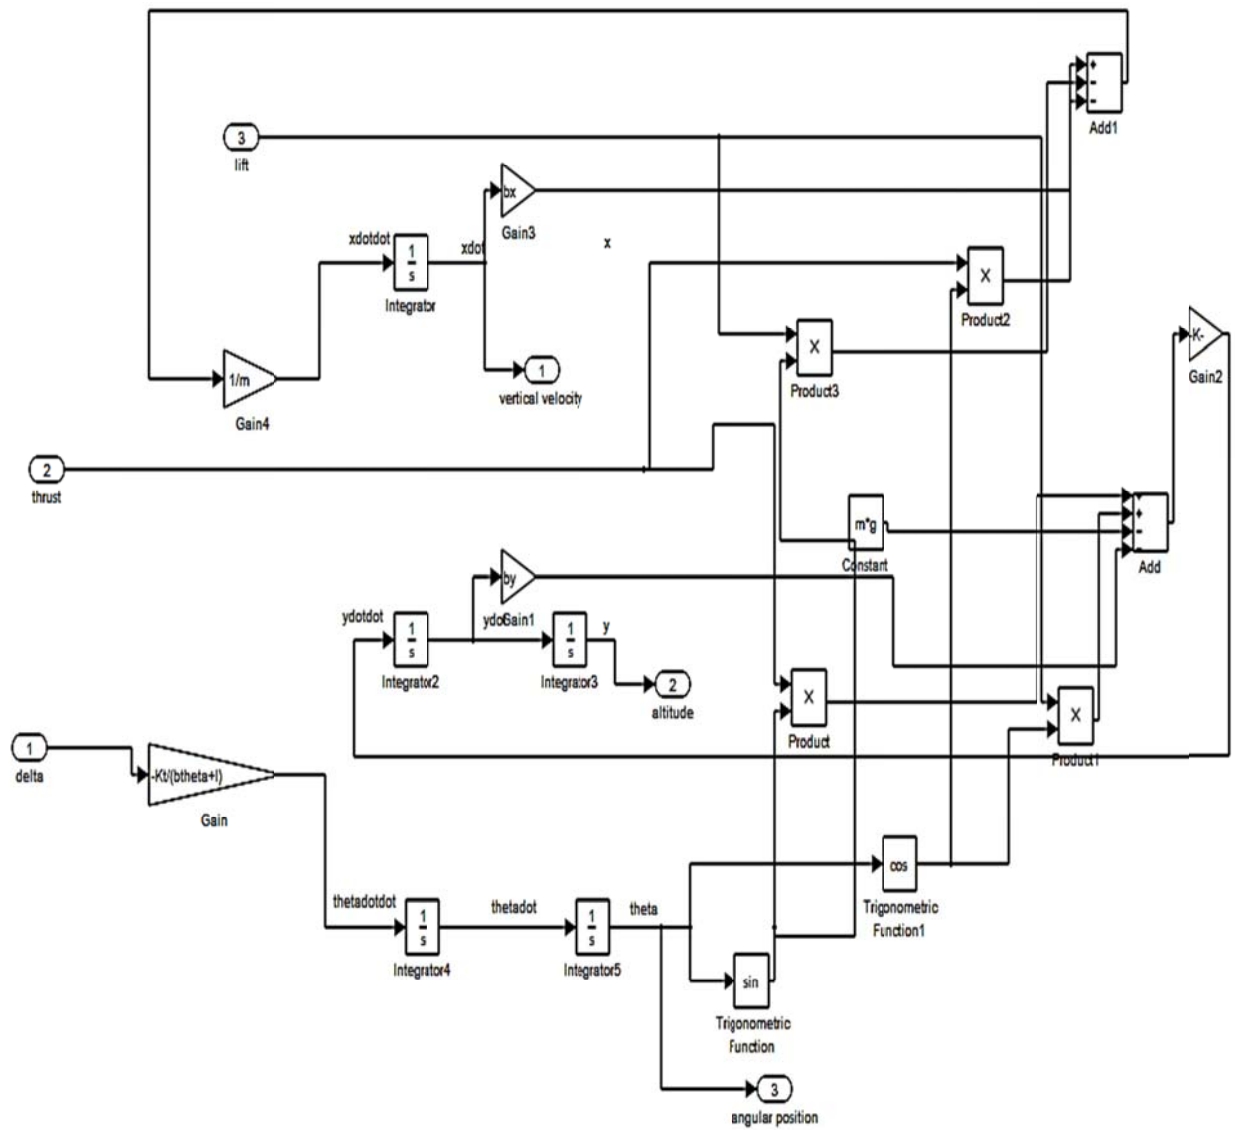 +
-
-
Add1
3
lift
bx
Gain3
x
xdotdot
1
s
Integrator
xdot
X
Product2
X
Product3
-K-
Gain2
1/m
Gain4
1
vertical velocity
2
thrust
m*g
Constant
+
-
-
Add
by
Gain1
ydotdot
1
s
Integrator2
1
s
Integrator3
y
2
altitude
X
Product
X
Product1
1
delta
-Kt/(btheta+I)
Gain
cos
Trigonometric
Function1
thetadotdot
1
s
Integrator4
thetadot
1
s
Integrator5
theta
sin
Trigonometric
Function
3
angular position